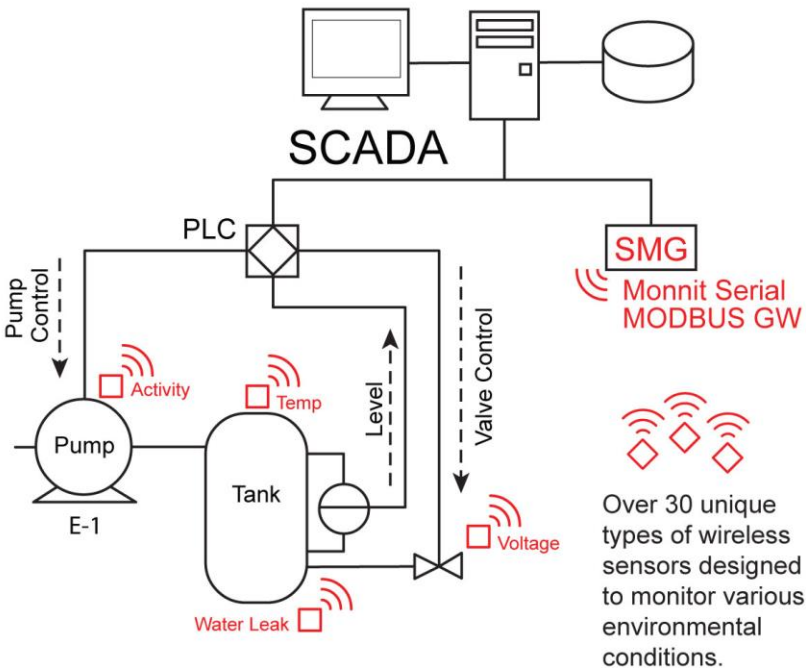 SCADA
PLC
SMG
Monnit Serial
MODBUS GW
Pump
Control
Activity
Temp
Level
Valve Control
Pump
E-1
Tank
Voltage
Water Leak
Over 30 unique
types of wireless
sensors designed
to monitor various
environmental
conditions.